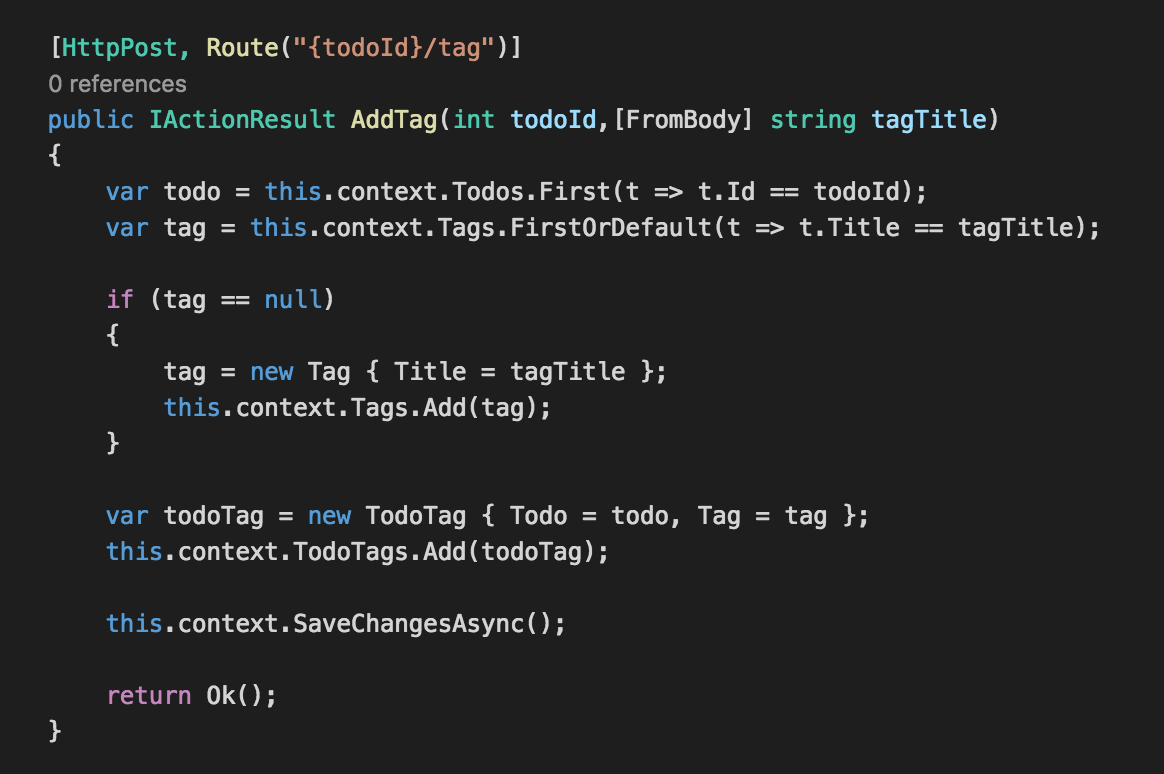 [HttpPost, Route("{todoId}/tag")]
0 references
public IActionResult AddTag(int todoId,[FromBody] string tagTitle)
{
    var todo = this.context.Todos.First(t => t.Id == todoId);
    var tag = this.context.Tags.FirstOrDefault(t => t.Title == tagTitle);

    if (tag == null)
    {
        tag = new Tag { Title = tagTitle };
        this.context.Tags.Add(tag);
    }

    var todoTag = new TodoTag { Todo = todo, Tag = tag };
    this.context.TodoTags.Add(todoTag);

    this.context.SaveChangesAsync();

    return Ok();
}